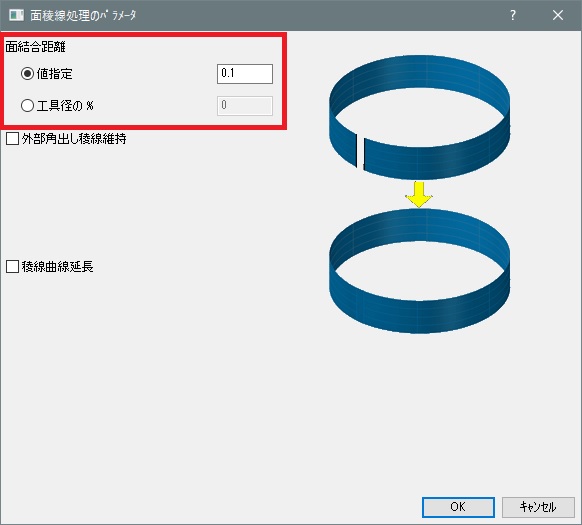 面稜線処理のﾊﾟﾗﾒｰﾀ
?
面結合距離
値指定 0.1
工具径の % 0
外部角出し稜線維持
稜線曲線延長
OK ｷｬﾝｾﾙ